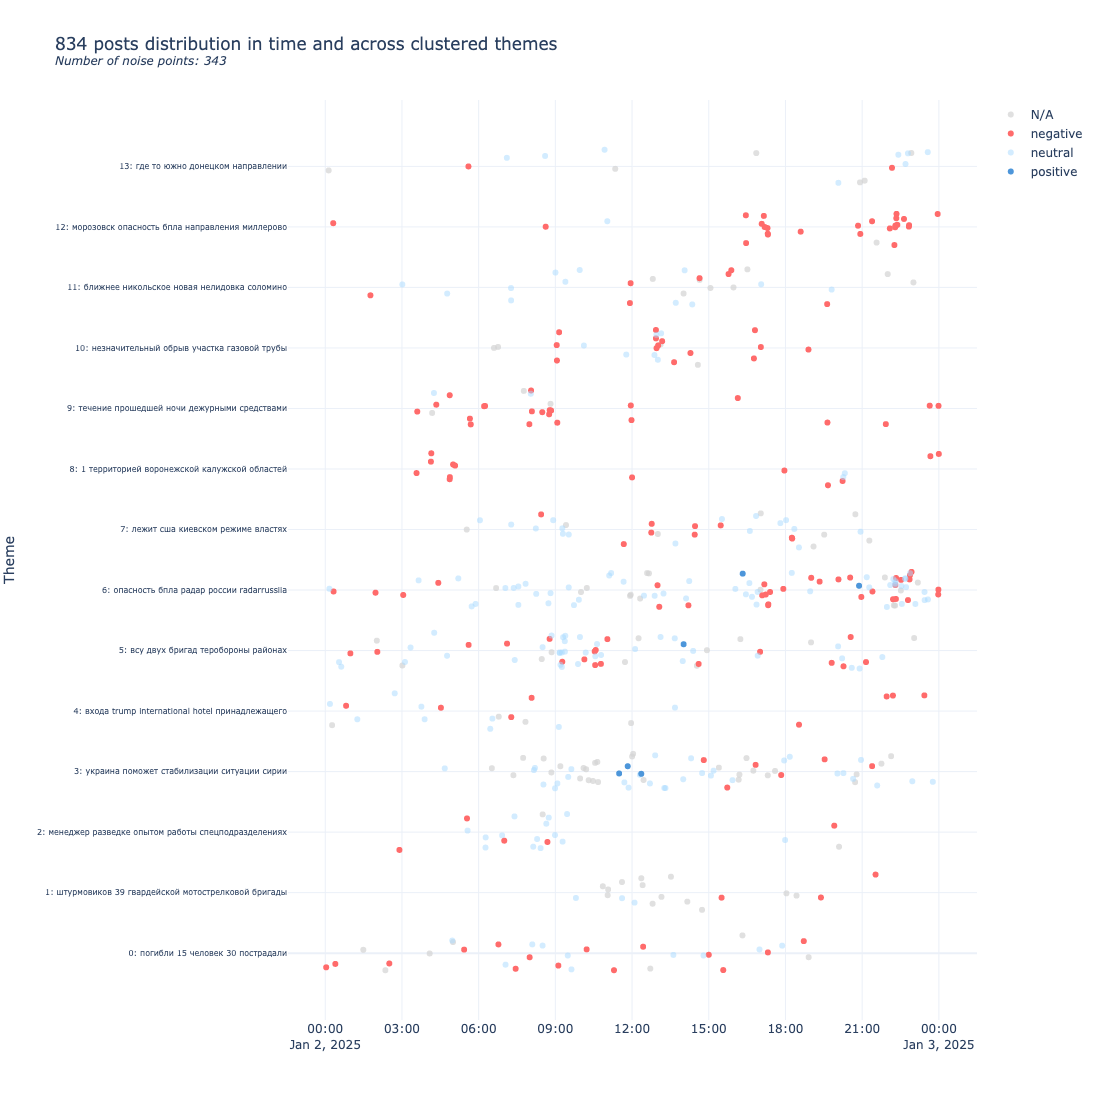 834 posts distribution in time and across clustered themes
Number of noise points: 343
N/A
negative
neutral
positive
Theme
13: где то южно донецком направлении
12: морозовск опасность бпла направления миллерово
11: ближнее никольское новая нелидовка соломино
10: незначительный обрыв участка газовой трубы
9: течение прошедшей ночи дежурными средствами
8: 1 территорией воронежской калужской областей
7: лежит сша киевском режиме властях
6: опасность бпла радар россии radarrussiia
5: всу двух бригад теробороны районах
4: входа trump international hotel принадлежащего
3: украина поможет стабилизации ситуации сирии
2: менеджер разведке опытом работы спецподразделениях
1: штурмовиков 39 гвардейской мотострелковой бригады
0: погибли 15 человек 30 пострадали
00:00 03:00 06:00 09:00 12:00 15:00 18:00 21:00 00:00
Jan 2, 2025 Jan 3, 2025